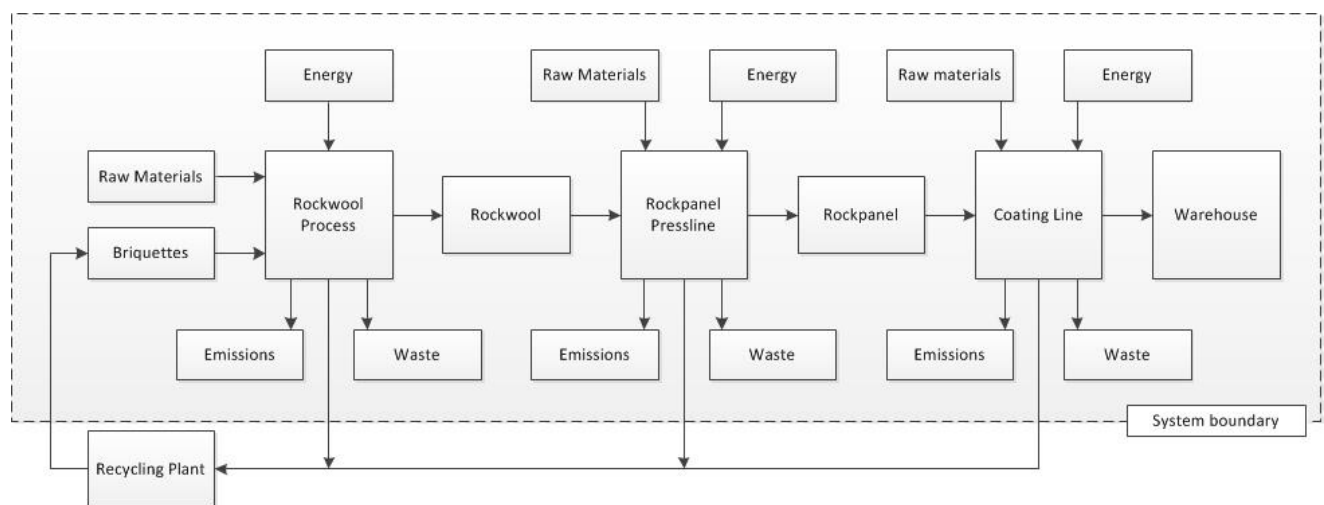 Energy
Raw Materials
Energy
Raw materials
Energy
Raw Materials
Rockwool
Process
Rockwool
Rockpanel
Pressline
Rockpanel
Coating Line
Warehouse
Briquettes
Emissions
Waste
Emissions
Waste
Emissions
Waste
System boundary
Recycling Plant